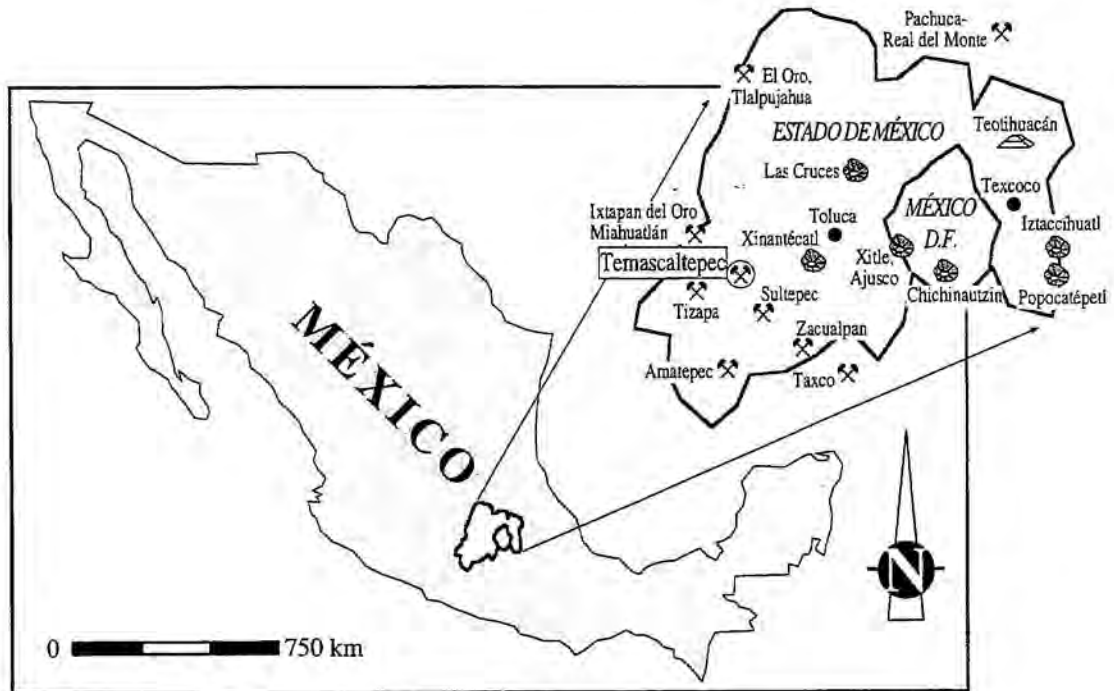 Pachuca-
Real del Monte
El Oro,
Tlalpujahua
Teotihuacán
ESTADO DE MÉXICO
Las Cruces
Texcoco
Ixtapan del Oro
Miahuatlán
Toluca
MÉXICO
D.F.
Iztaccíhuatl
Xinantécatl
Xitle,
Ajusco
Temascaltepec
Chichinautzin
Popocatépetl
Tizapa
Sultepec
Zacualpan
Amatepec
Taxco
MÉXICO
N
0 750 km